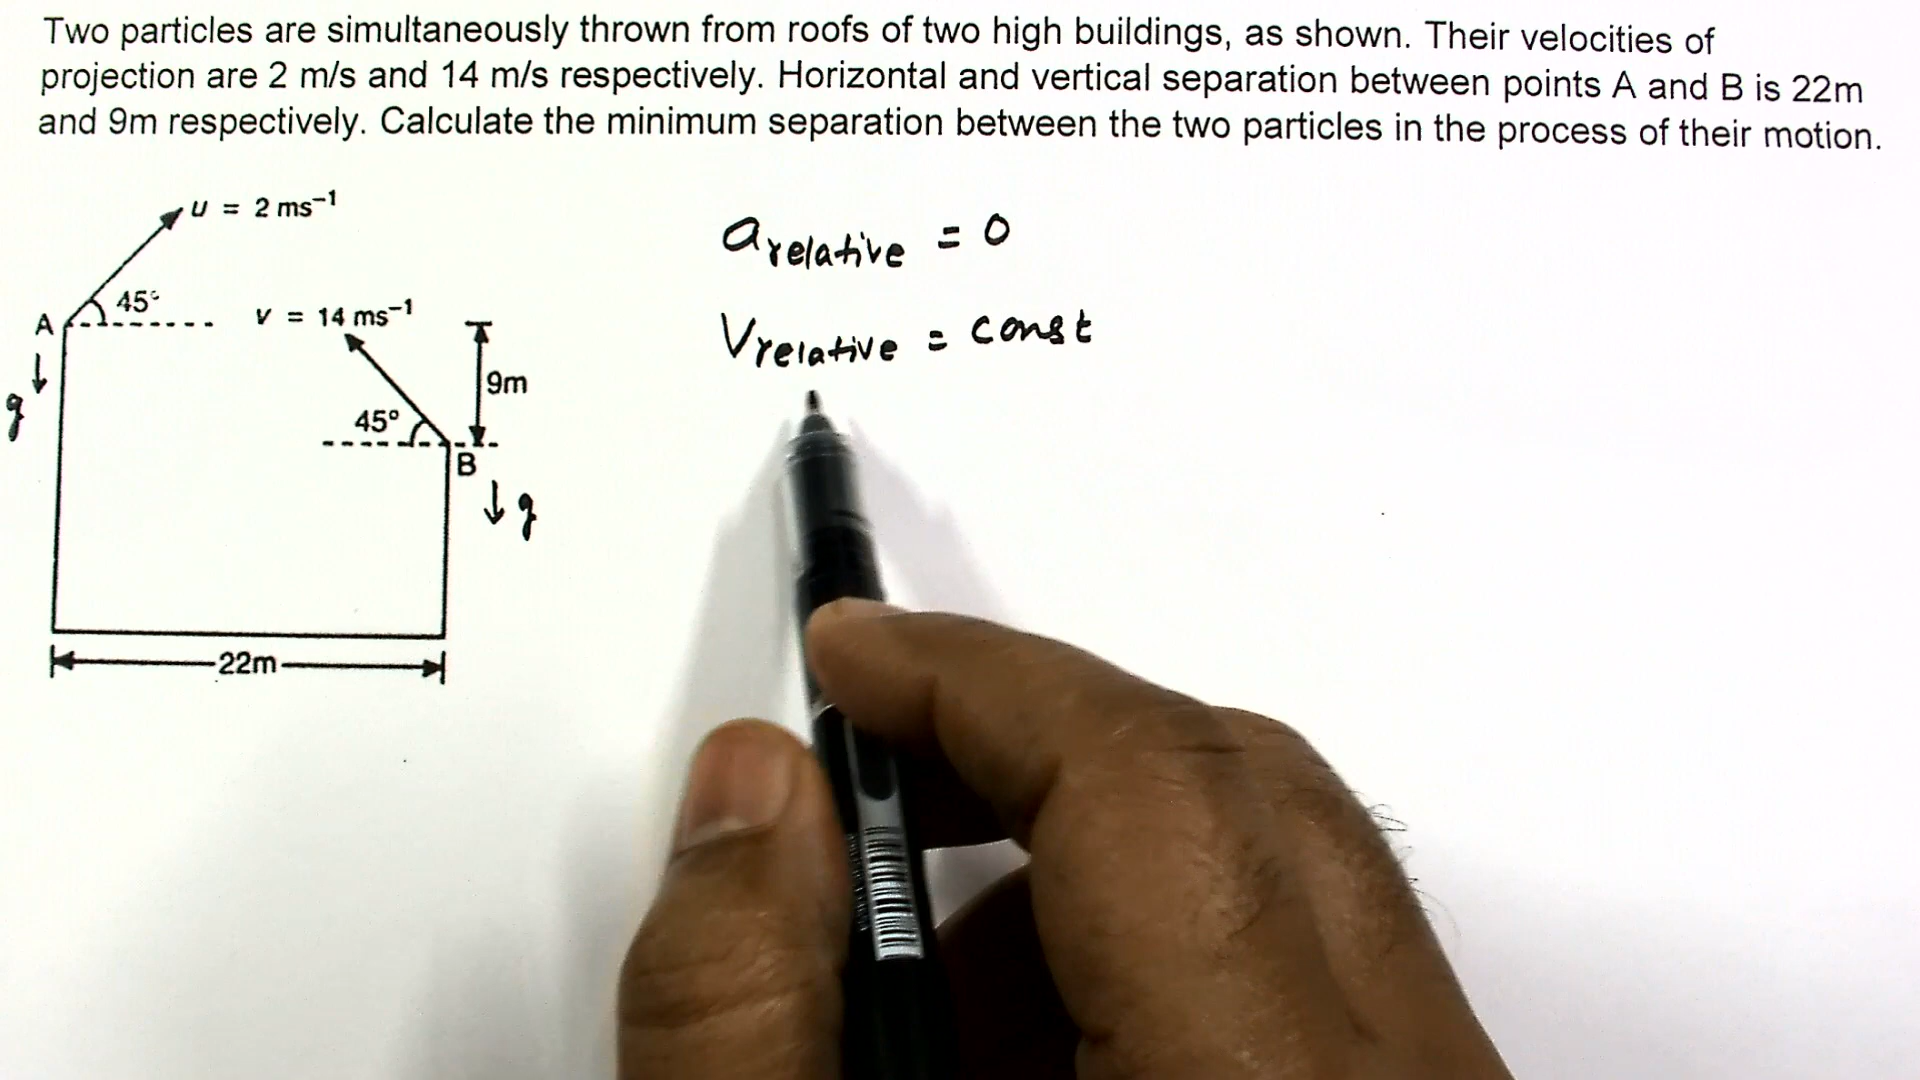 Two particles are simultaneously thrown from roofs of two high buildings, as shown. Their velocities of
projection are 2 m/s and 14 m/s respectively. Horizontal and vertical separation between points A and B is 22m
and 9m respectively. Calculate the minimum separation between the two particles in the process of their motion.
u = 2 ms⁻¹
45°
A
g
v = 14 ms⁻¹
9m
45°
B
g
22m
a relative = 0
V relative = const